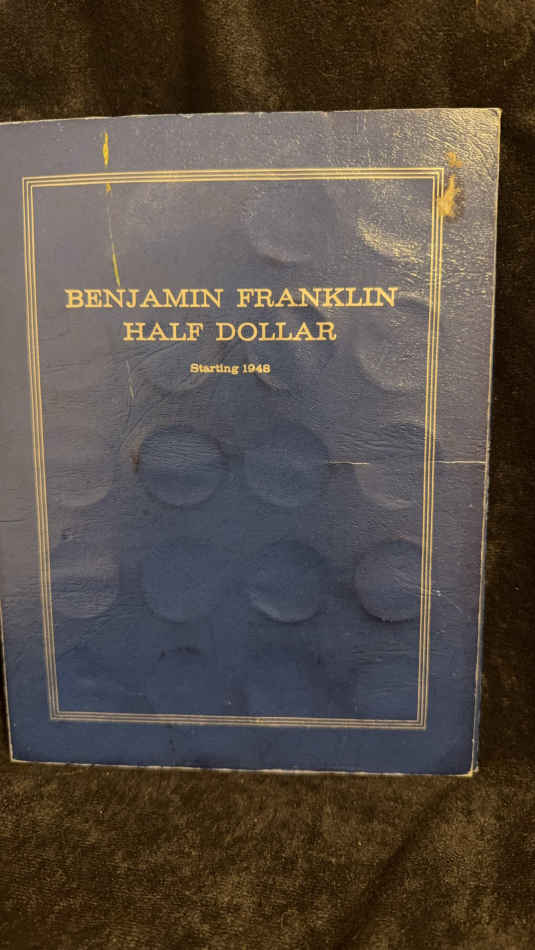 BENJAMIN FRANKLIN
HALF DOLLAR
Starting 1948